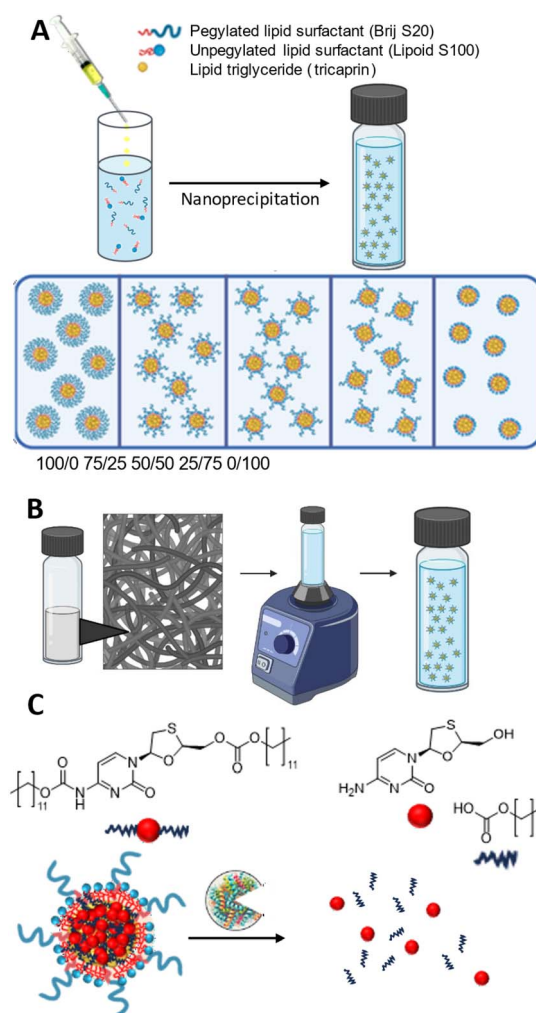 A
Pegylated lipid surfactant (Brij S20)
Unpegylated lipid surfactant (Lipoid S100)
Lipid triglyceride (tricaprin)
Nanoprecipitation
100/0 75/25 50/50 25/75 0/100
B
C
S
OH
O
O
O
N
O
11
O
H2N
N
O
O
11
O
N
H
N
O
HO
O